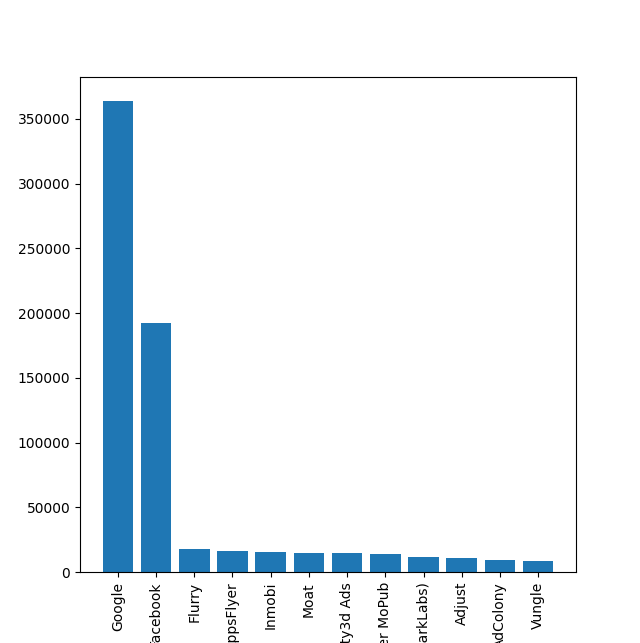 350000
300000
250000
200000
150000
100000
50000
0
Google
acebook
Flurry
ppsFlyer
Inmobi
Moat
ty3d Ads
er MoPub
arkLabs)
Adjust
dColony
Vungle